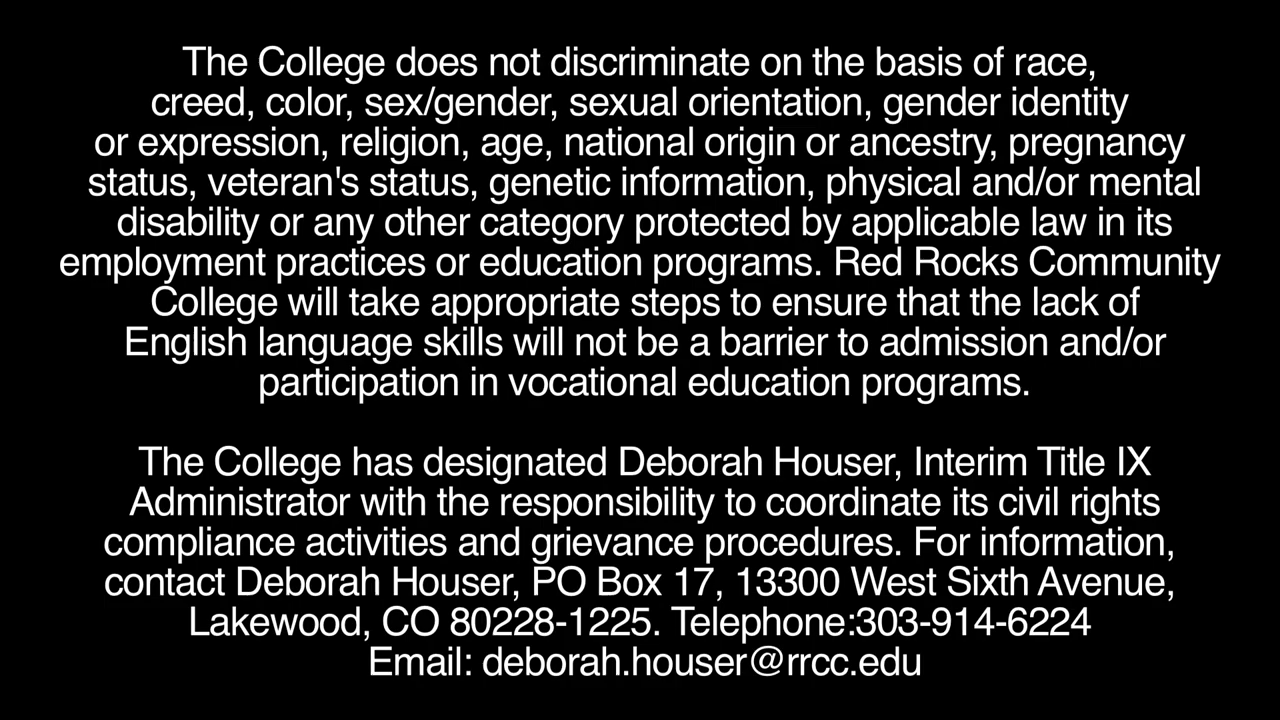 The College does not discriminate on the basis of race,
creed, color, sex/gender, sexual orientation, gender identity
or expression, religion, age, national origin or ancestry, pregnancy
status, veteran's status, genetic information, physical and/or mental
disability or any other category protected by applicable law in its
employment practices or education programs. Red Rocks Community
College will take appropriate steps to ensure that the lack of
English language skills will not be a barrier to admission and/or
participation in vocational education programs.
The College has designated Deborah Houser, Interim Title IX
Administrator with the responsibility to coordinate its civil rights
compliance activities and grievance procedures. For information,
contact Deborah Houser, PO Box 17, 13300 West Sixth Avenue,
Lakewood, CO 80228-1225. Telephone:303-914-6224
Email: deborah.houser@rrcc.edu